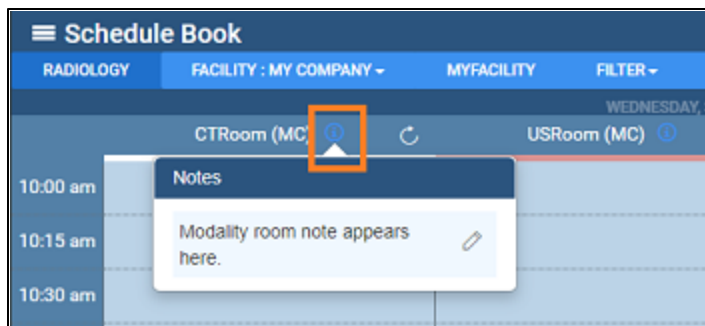 Schedule Book
RADIOLOGY FACILITY : MY COMPANY MYFACILITY FILTER
WEDNESDAY,
CTRoom (MC) USRoom (MC)
Notes
10:00 am
Modality room note appears
here.
10:15 am
10:30 am